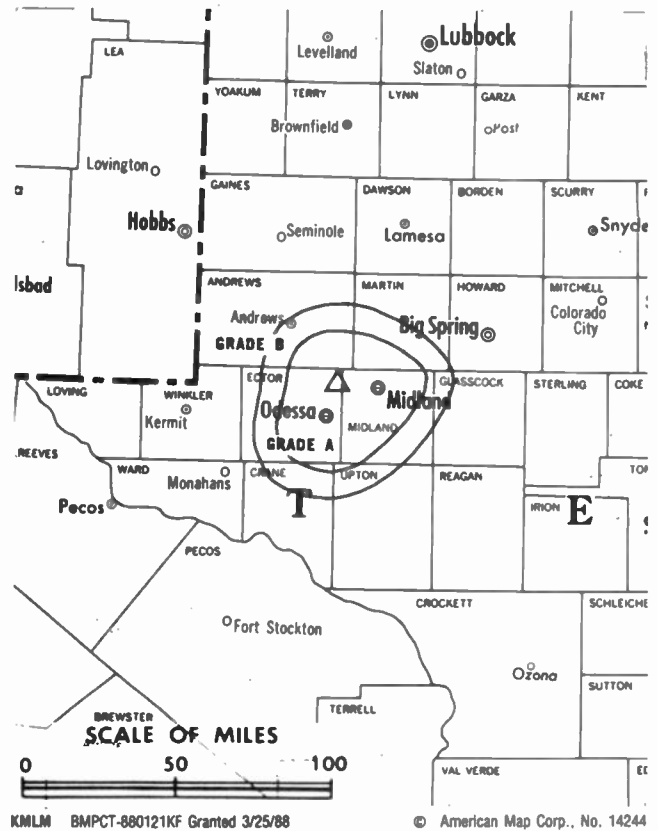 LEA
Levelland
Lubbock
Slaton
YOAKUM TERRY LYNN GARZA KENT
Brownfield
Post
Lovington
GAINES DAWSON BORDEN SCURRY
Hobbs
Seminole
Lamesa
Snyde
lsbad
ANDREWS MARTIN HOWARD MITCHELL
Colorado
City
Andrews
Big Spring
GRADE B
ECTOR
GLASSCOCK STERLING COKE
LOVING
WINKLER
Kermit
Odessa
Midland
MIDLAND
GRADE A
REEVES
WARD
Monahans
CRANE UPTON REAGAN
TOM
Pecos
T
IRION
E
PECOS
CROCKETT SCHLEICHE
Fort Stockton
Ozona
SUTTON
BREWSTER
TERRELL
SCALE OF MILES
0 50 100
VAL VERDE
ED
KMLM BMPCT-880121KF Granted 3/25/88
© American Map Corp., No. 14244